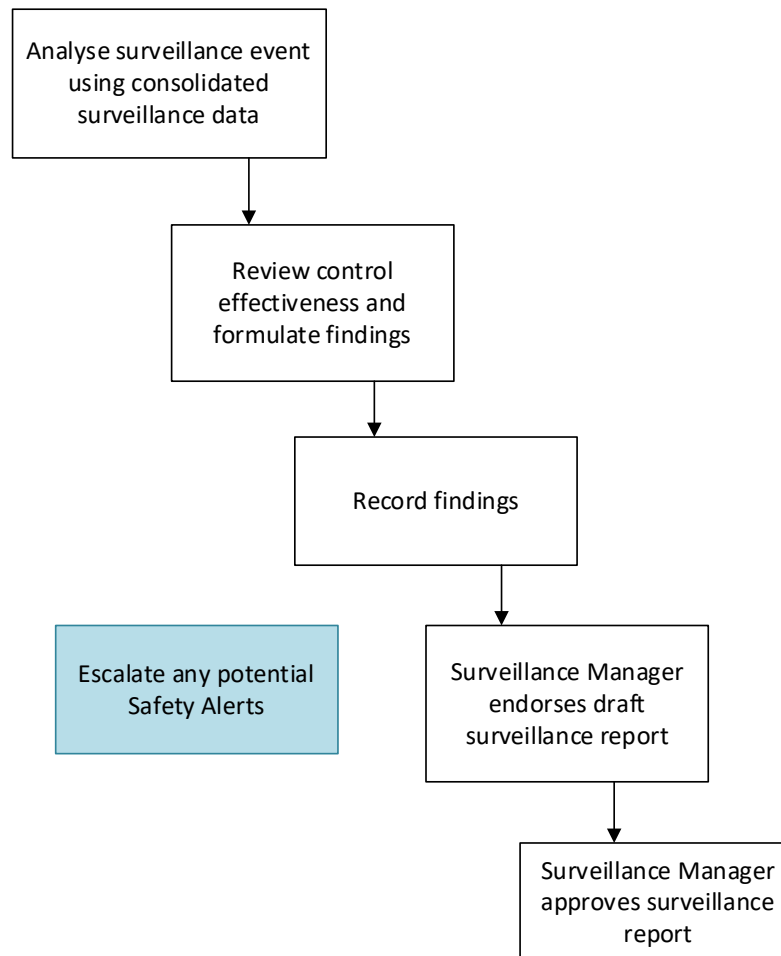 Analyse surveillance event
using consolidated
surveillance data
Review control
effectiveness and
formulate findings
Record findings
Escalate any potential
Safety Alerts
Surveillance Manager
endorses draft
surveillance report
Surveillance Manager
approves surveillance
report